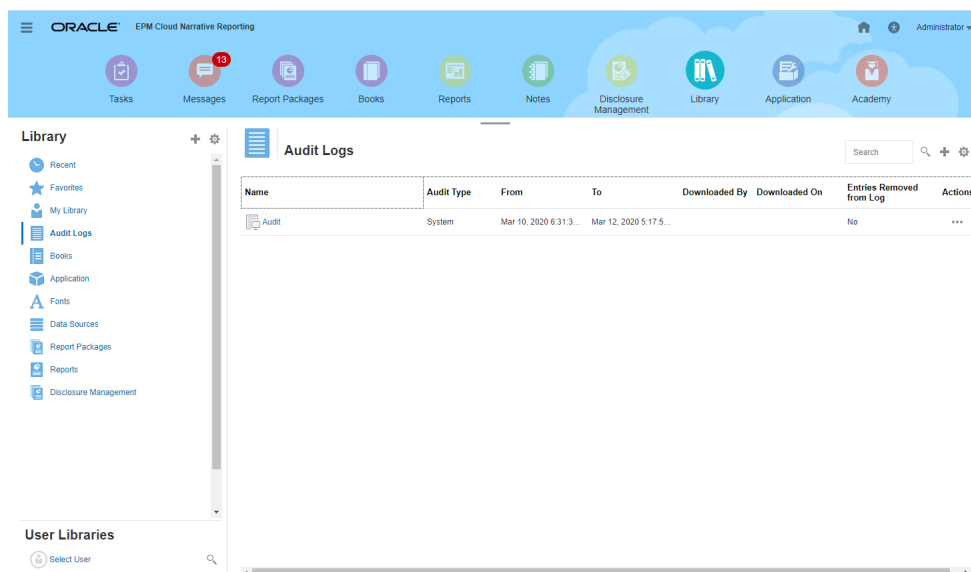 ORACLE® EPM Cloud Narrative Reporting
Administrator
13
Tasks Messages Report Packages Books Reports Notes Disclosure Management Library Application Academy
Library
Recent
Favorites
My Library
Audit Logs
Books
Application
Fonts
Data Sources
Report Packages
Reports
Disclosure Management
User Libraries
Select User
Audit Logs
Search
Name Audit Type From To Downloaded By Downloaded On Entries Removed from Log Actions
Audit System Mar 10, 2020 6:31:3... Mar 12, 2020 5:17:5... No